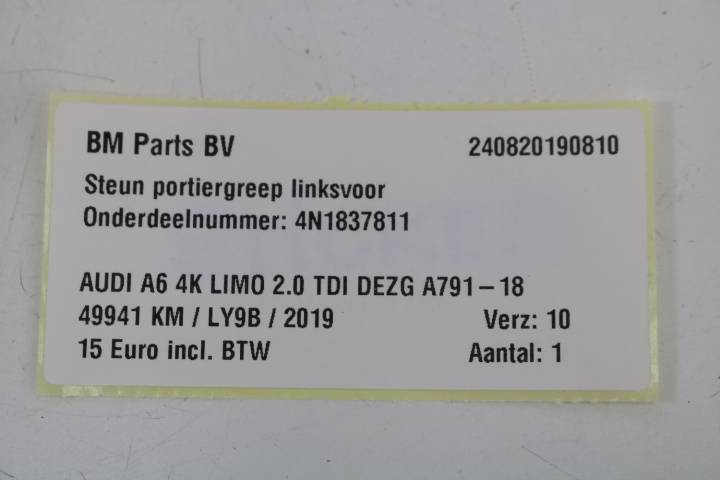 BM Parts BV 240820190810
Steun portiergreep linksvoor
Onderdeelnummer: 4N1837811
AUDI A6 4K LIMO 2.0 TDI DEZG A791-18
49941 KM / LY9B / 2019 Verz: 10
15 Euro incl. BTW Aantal: 1